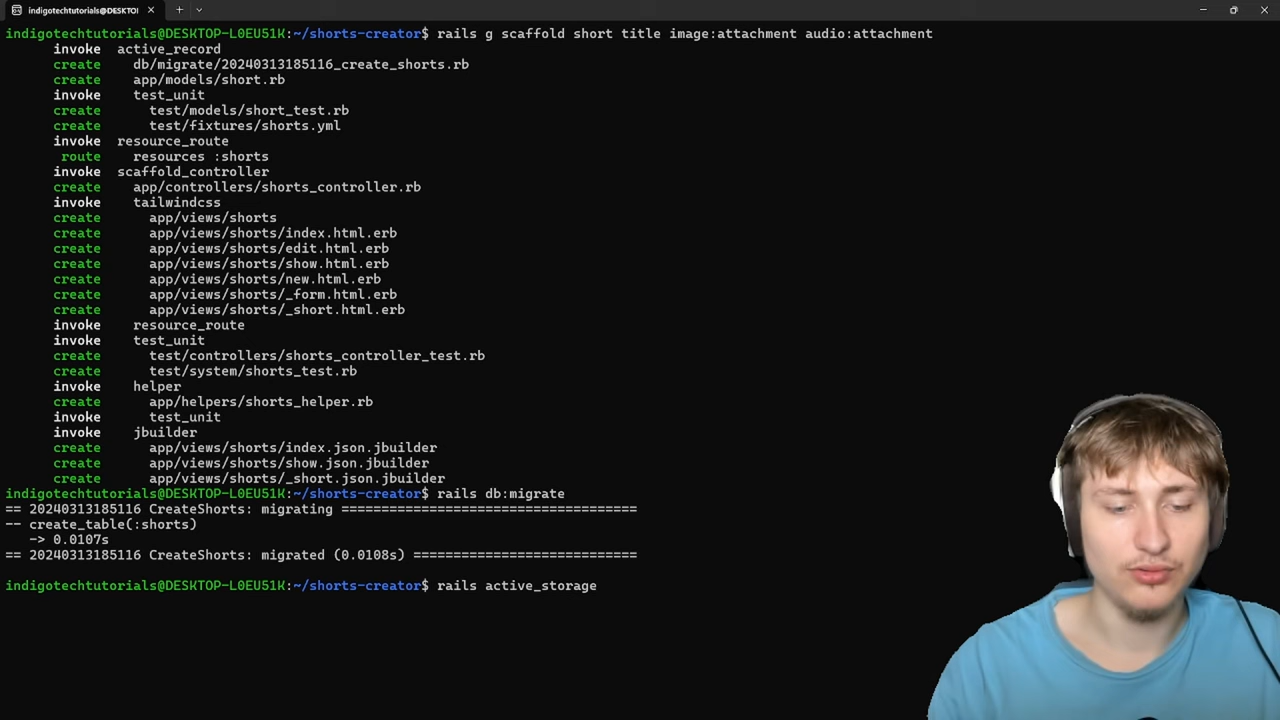 indigotechtutorials@DESKTOP-L0EU51K
indigotechtutorials@DESKTOP-L0EU51K:~/shorts-creator$ rails g scaffold short title image:attachment audio:attachment
invoke active_record
create db/migrate/20240313185116_create_shorts.rb
create app/models/short.rb
invoke test_unit
create test/models/short_test.rb
create test/fixtures/shorts.yml
invoke resource_route
route resources :shorts
invoke scaffold_controller
create app/controllers/shorts_controller.rb
invoke tailwindcss
create app/views/shorts
create app/views/shorts/index.html.erb
create app/views/shorts/edit.html.erb
create app/views/shorts/show.html.erb
create app/views/shorts/new.html.erb
create app/views/shorts/_form.html.erb
create app/views/shorts/_short.html.erb
invoke resource_route
invoke test_unit
create test/controllers/shorts_controller_test.rb
create test/system/shorts_test.rb
invoke helper
create app/helpers/shorts_helper.rb
invoke test_unit
invoke jbuilder
create app/views/shorts/index.json.jbuilder
create app/views/shorts/show.json.jbuilder
create app/views/shorts/_short.json.jbuilder
indigotechtutorials@DESKTOP-L0EU51K:~/shorts-creator$ rails db:migrate
== 20240313185116 CreateShorts: migrating =====================================
-- create_table(:shorts)
-> 0.0107s
== 20240313185116 CreateShorts: migrated (0.0108s) ============================
indigotechtutorials@DESKTOP-L0EU51K:~/shorts-creator$ rails active_storage